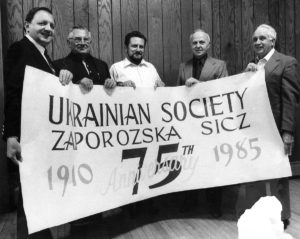 UKRAINIAN SOCIETY
ZAPOROZSKA SICZ
1910 75th 1985
Anniversary